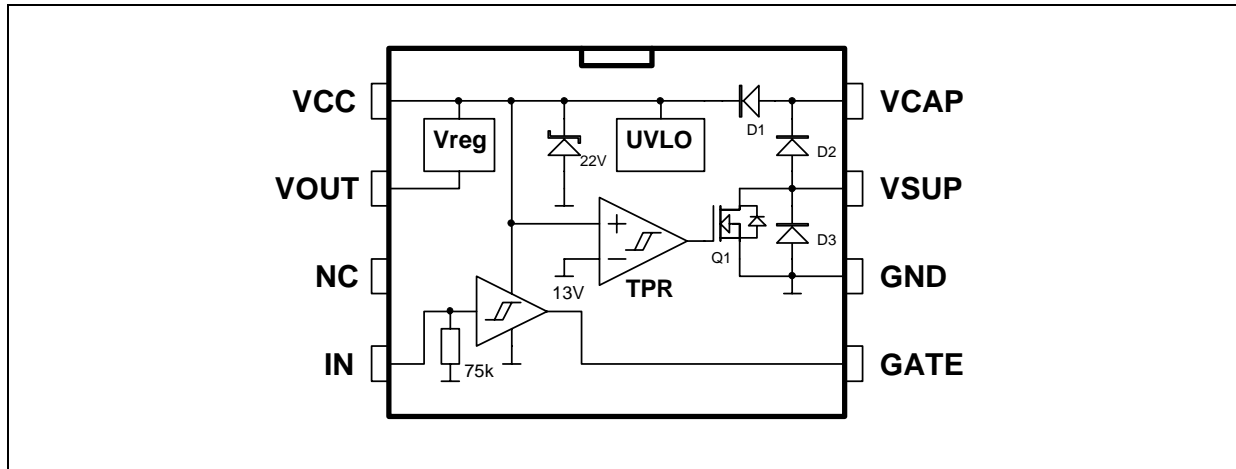 VCC
VCAP
D1
Vreg
22V
UVLO
D2
VOUT
VSUP
+
−
Q1
D3
NC
13V
TPR
GND
IN
75k
GATE